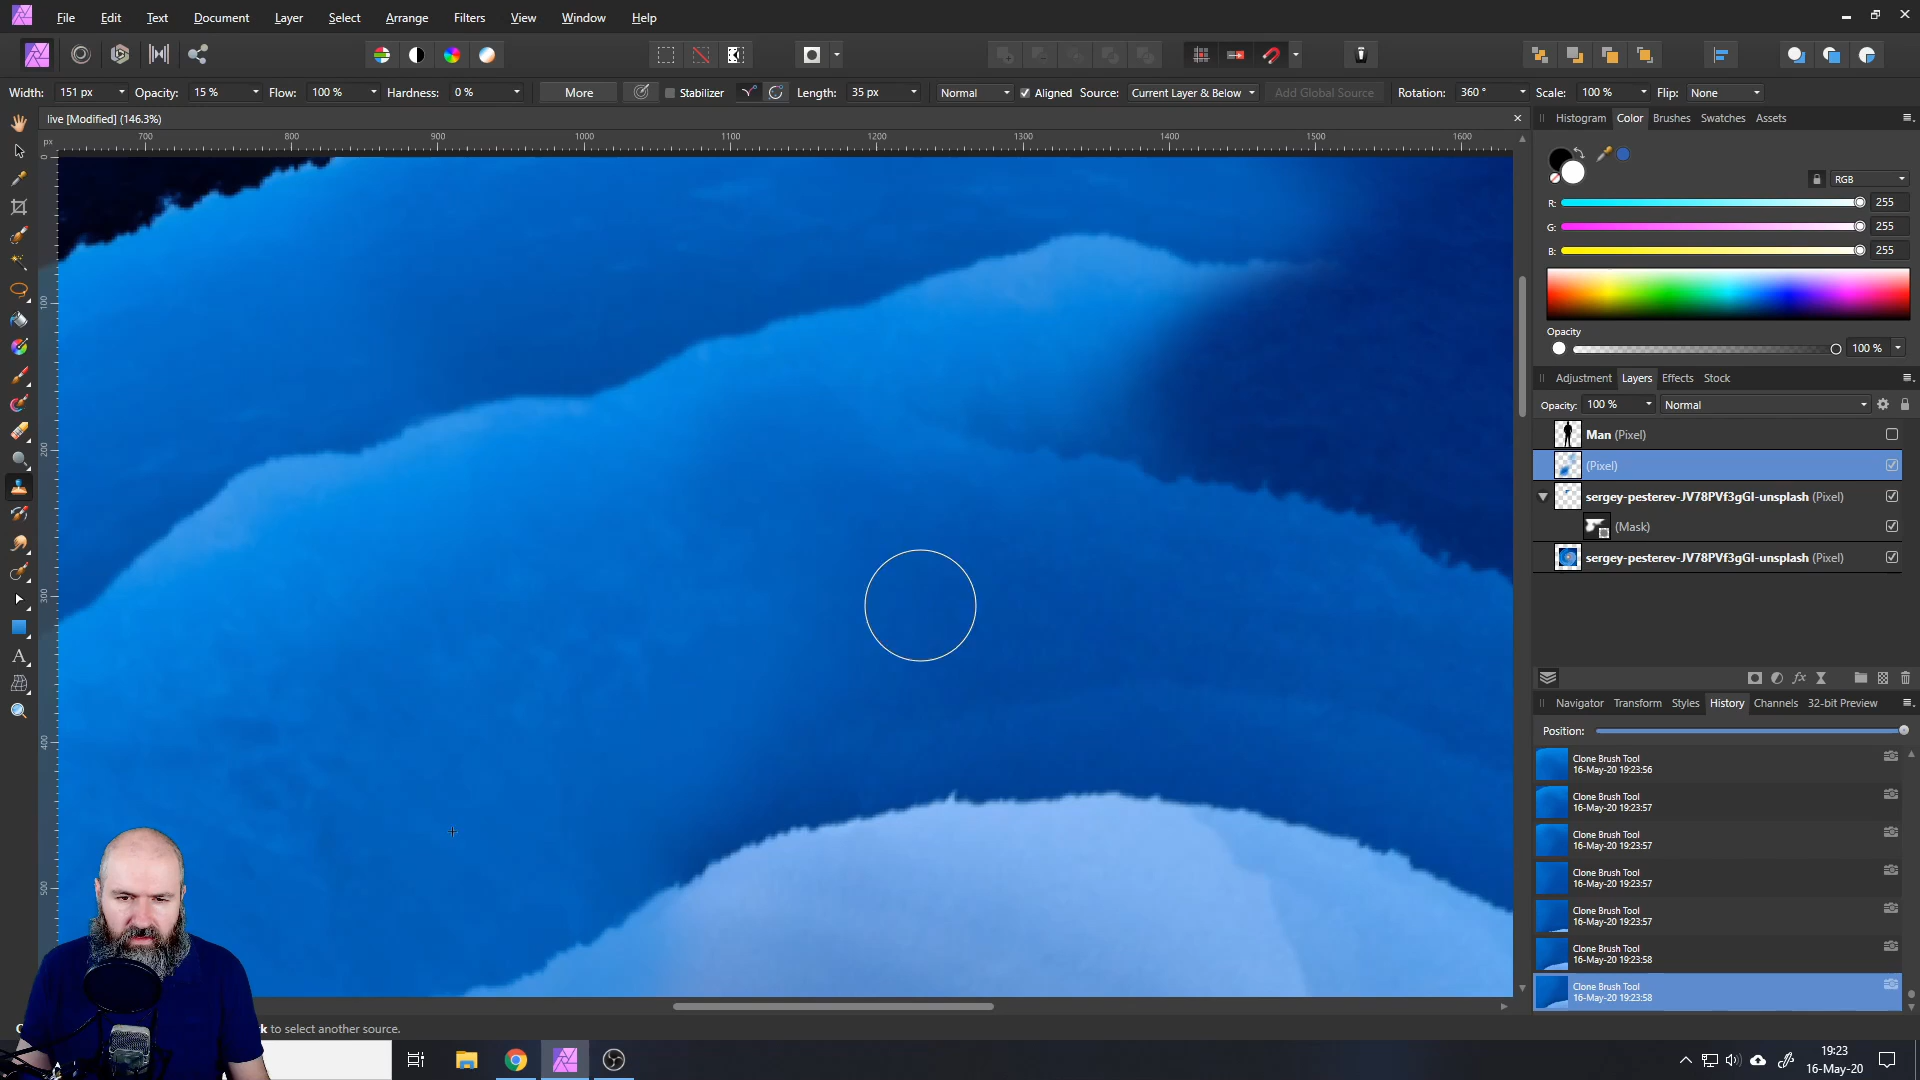 File Edit Text Document Layer Select Arrange Filters View Window Help
Width: 151 px Opacity: 15 % Flow: 100 % Hardness: 0 % More Stabilizer Length: 35 px Normal Aligned Source: Current Layer & Below Add Global Source Rotation: 360 ° Scale: 100 % Flip: None
live [Modified] (146.3%)
Histogram Color Brushes Swatches Assets
px 700 800 900 1000 1100 1200 1300 1400 1500 1600
0
100
200
300
400
500
RGB
R: 255
G: 255
B: 255
Opacity
100 %
Adjustment Layers Effects Stock
Opacity: 100 % Normal
Man (Pixel)
(Pixel)
sergey-pesterev-JV78PVf3gGI-unsplash (Pixel)
(Mask)
sergey-pesterev-JV78PVf3gGI-unsplash (Pixel)
fx
Navigator Transform Styles History Channels 32-bit Preview
Position:
Clone Brush Tool
16-May-20 19:23:56
Clone Brush Tool
16-May-20 19:23:57
Clone Brush Tool
16-May-20 19:23:57
Clone Brush Tool
16-May-20 19:23:57
Clone Brush Tool
16-May-20 19:23:57
Clone Brush Tool
16-May-20 19:23:58
Clone Brush Tool
16-May-20 19:23:58
to select another source.
19:23
16-May-20